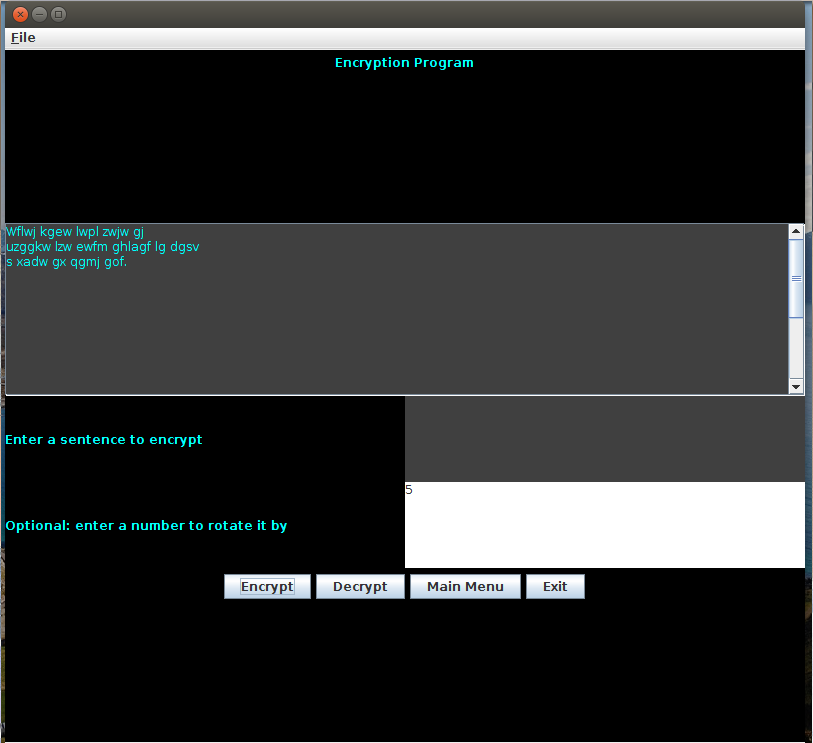 File
Encryption Program
Wflwj kgew lwpl zwjw gj
uzggkw lzw ewfm ghlagf lg dgsv
s xadw gx qgmj gof.
Enter a sentence to encrypt
5
Optional: enter a number to rotate it by
Encrypt Decrypt Main Menu Exit